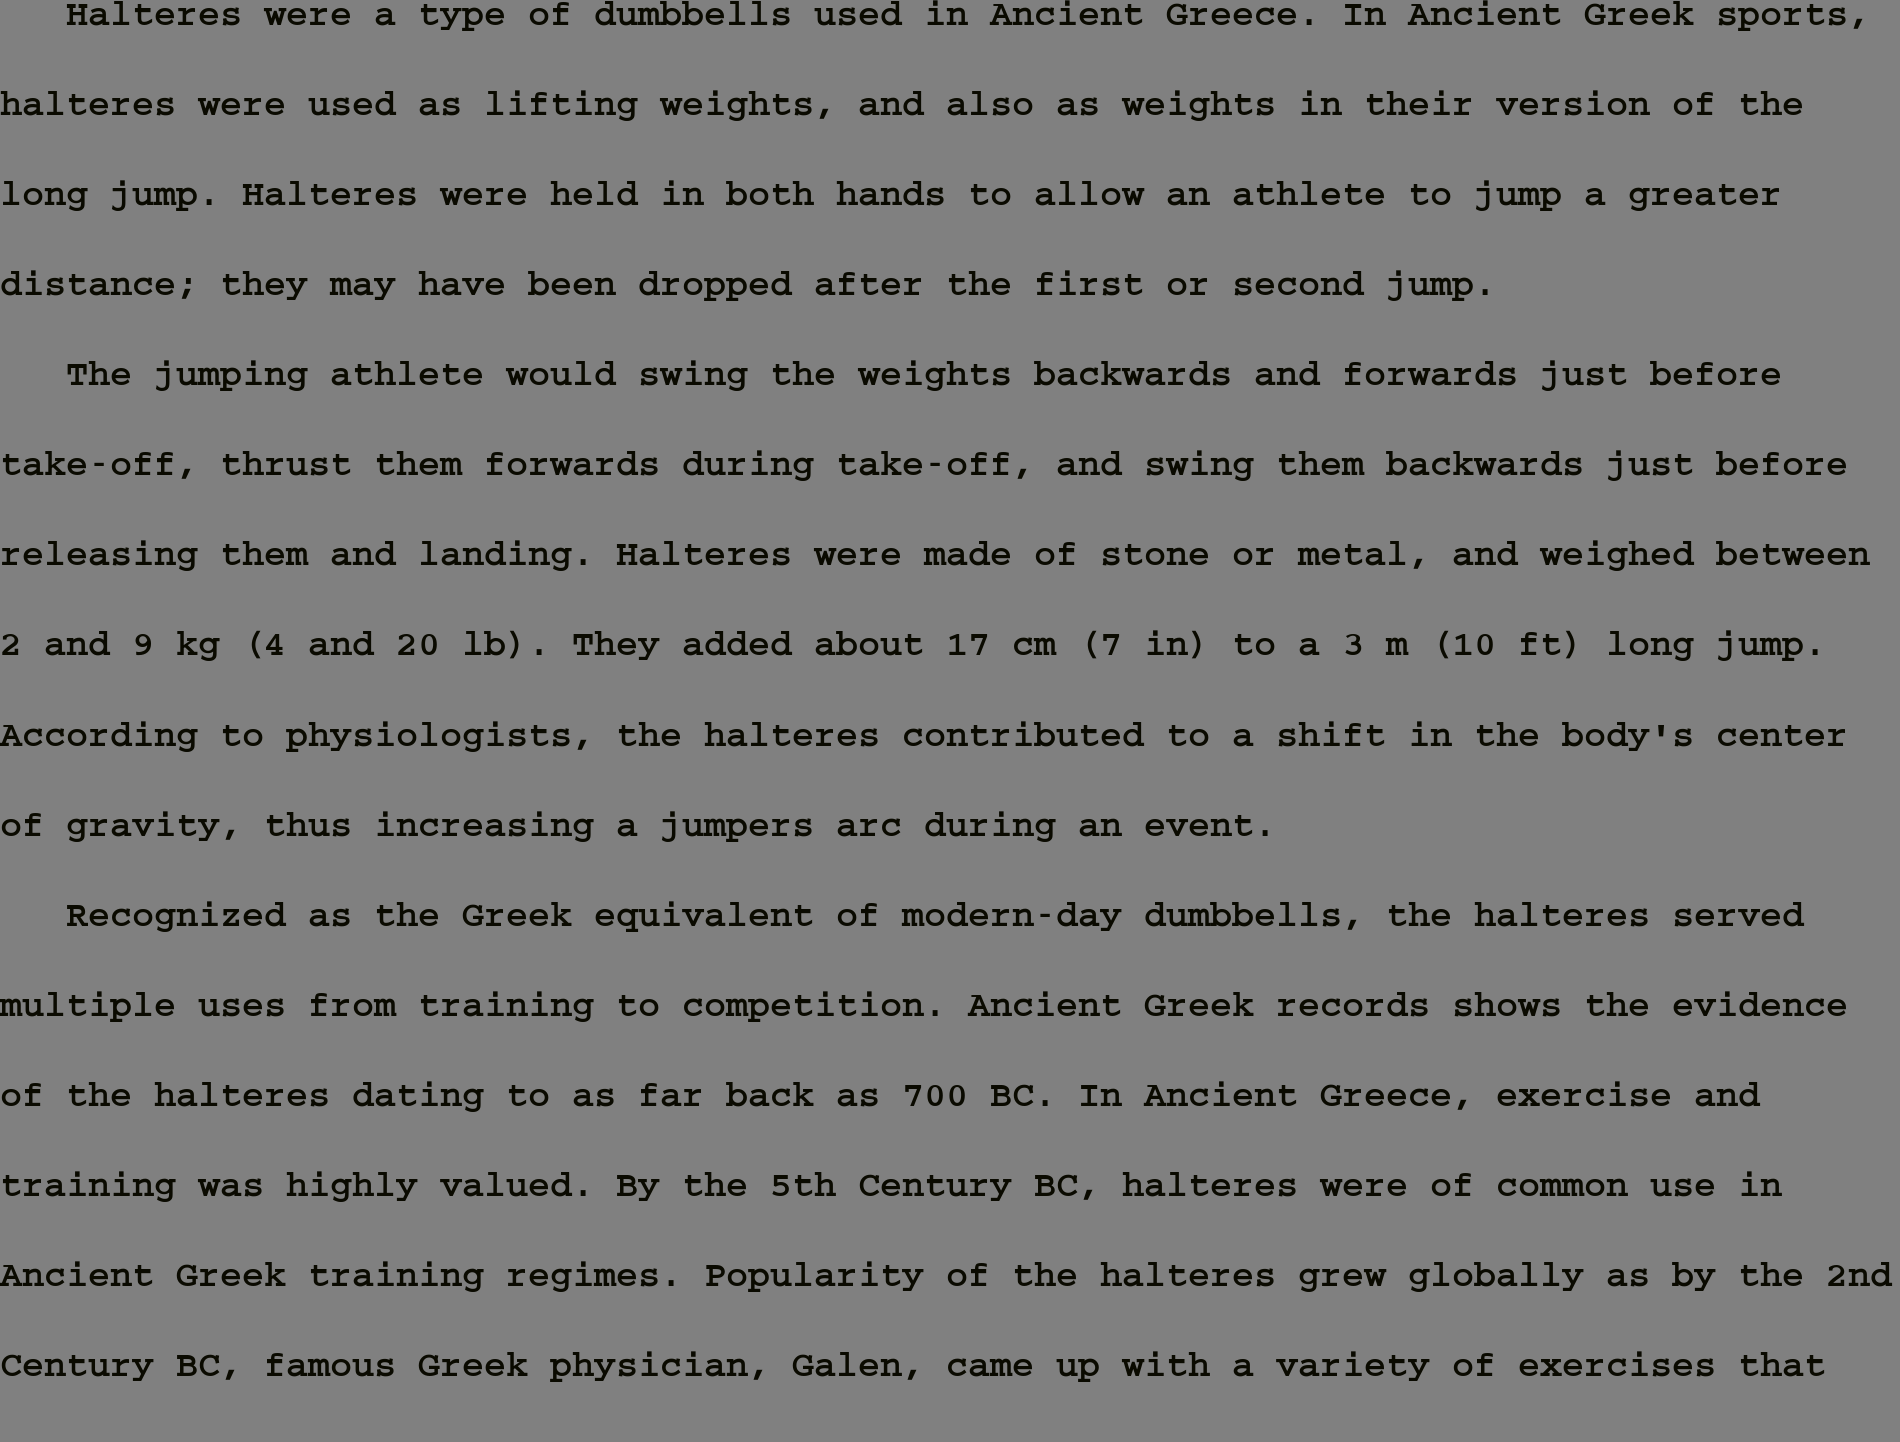 Halteres were a type of dumbbells used in Ancient Greece. In Ancient Greek sports,
halteres were used as lifting weights, and also as weights in their version of the
long jump. Halteres were held in both hands to allow an athlete to jump a greater
distance; they may have been dropped after the first or second jump.
The jumping athlete would swing the weights backwards and forwards just before
take-off, thrust them forwards during take-off, and swing them backwards just before
releasing them and landing. Halteres were made of stone or metal, and weighed between
2 and 9 kg (4 and 20 lb). They added about 17 cm (7 in) to a 3 m (10 ft) long jump.
According to physiologists, the halteres contributed to a shift in the body's center
of gravity, thus increasing a jumpers arc during an event.
Recognized as the Greek equivalent of modern-day dumbbells, the halteres served
multiple uses from training to competition. Ancient Greek records shows the evidence
of the halteres dating to as far back as 700 BC. In Ancient Greece, exercise and
training was highly valued. By the 5th Century BC, halteres were of common use in
Ancient Greek training regimes. Popularity of the halteres grew globally as by the 2nd
Century BC, famous Greek physician, Galen, came up with a variety of exercises that